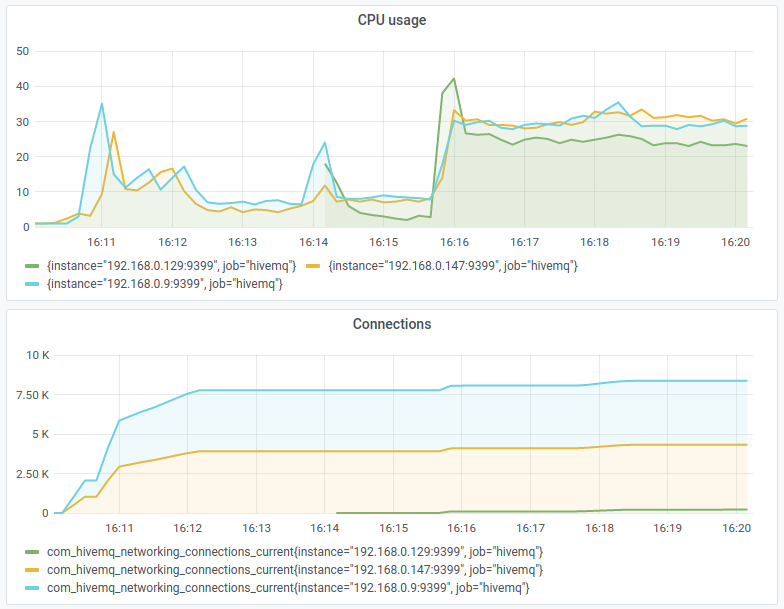 CPU usage
50
40
30
20
10
0
16:11 16:12 16:13 16:14 16:15 16:16 16:17 16:18 16:19 16:20
{instance="192.168.0.129:9399", job="hivemq"} {instance="192.168.0.147:9399", job="hivemq"}
{instance="192.168.0.9:9399", job="hivemq"}
Connections
10 K
7.50 K
5 K
2.50 K
0
16:11 16:12 16:13 16:14 16:15 16:16 16:17 16:18 16:19 16:20
com_hivemq_networking_connections_current{instance="192.168.0.129:9399", job="hivemq"}
com_hivemq_networking_connections_current{instance="192.168.0.147:9399", job="hivemq"}
com_hivemq_networking_connections_current{instance="192.168.0.9:9399", job="hivemq"}